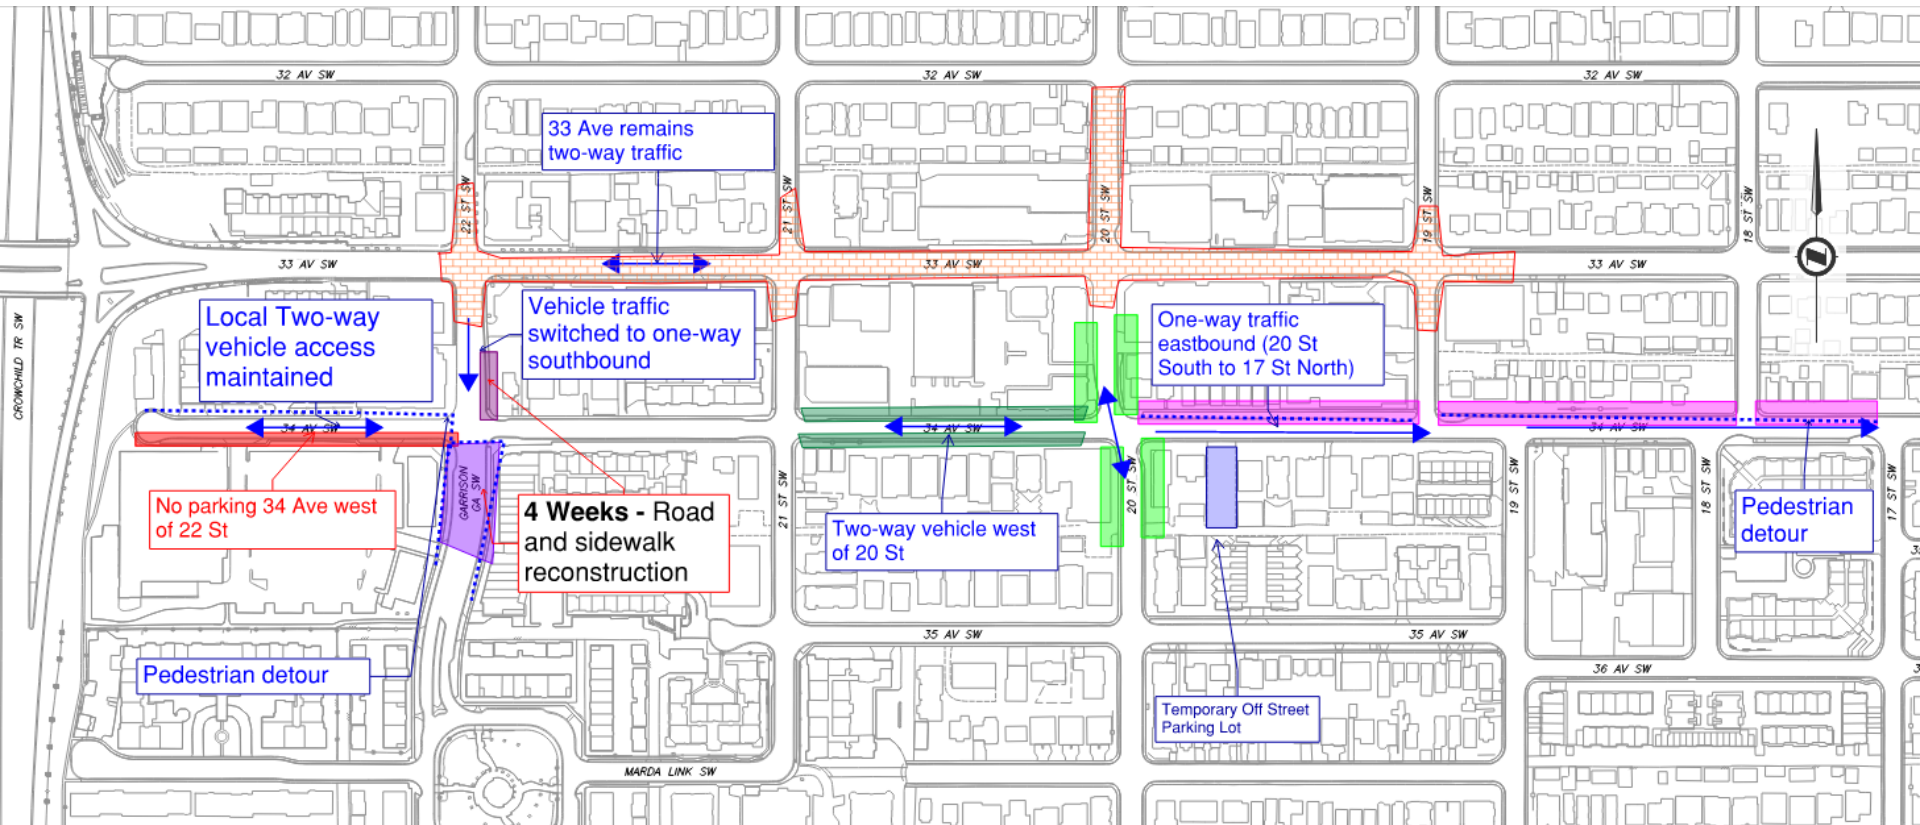 32 AV SW
32 AV SW
32 AV SW
33 Ave remains
two-way traffic
22 ST SW
21 ST SW
20 ST SW
19 ST SW
18 ST SW
33 AV SW
33 AV SW
33 AV SW
CROWCHILD TR SW
Local Two-way
vehicle access
maintained
Vehicle traffic
switched to one-way
southbound
One-way traffic
eastbound (20 St
South to 17 St North)
34 AV SW
34 AV SW
34 AV SW
No parking 34 Ave west
of 22 St
GARRISON
GA SW
4 Weeks - Road
and sidewalk
reconstruction
21 ST SW
Two-way vehicle west
of 20 St
20 ST SW
19 ST SW
18 ST SW
Pedestrian
detour
17 ST SW
35 AV SW
35 AV SW
36 AV SW
Pedestrian detour
Temporary Off Street
Parking Lot
MARDA LINK SW